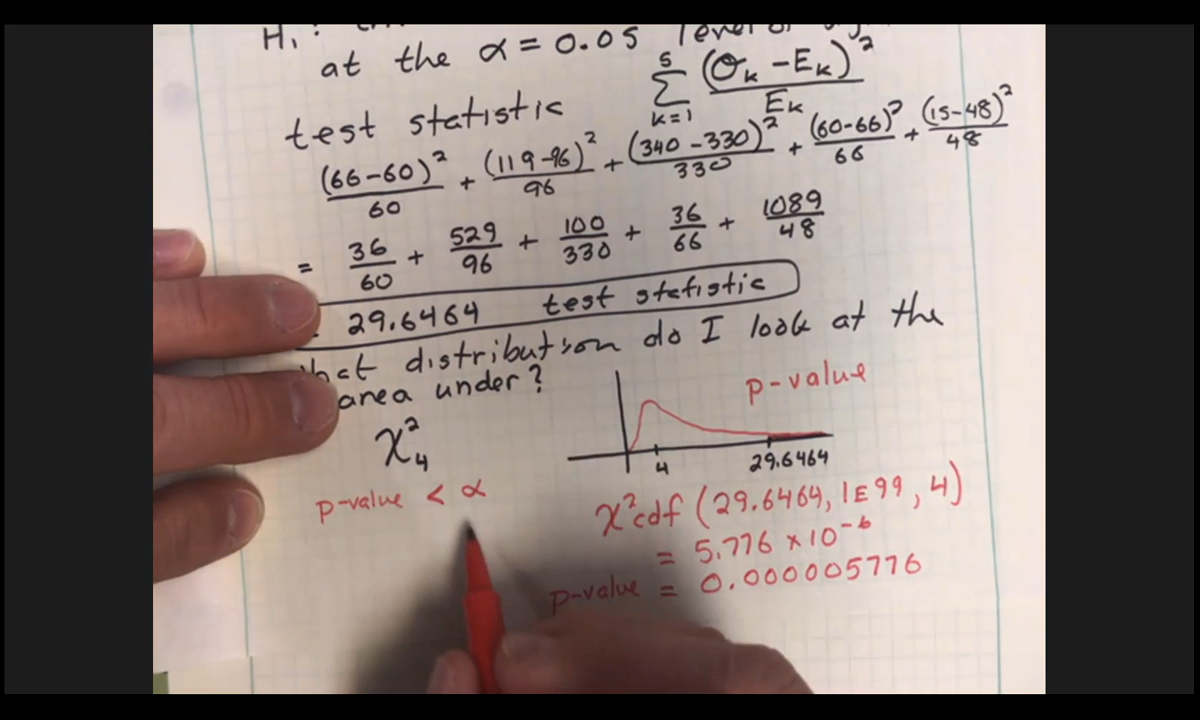 H₁:
at the α = 0.05 level of
test statistic ∑_{k=1}^{5} (O_k - E_k)² / E_k
(66-60)²/60 + (119-96)²/96 + (340-330)²/330 + (60-66)²/66 + (15-48)²/48
= 36/60 + 529/96 + 100/330 + 36/66 + 1089/48
29.6464 test statistic
distribution do I look at the
area under?
p-value
χ²₄
4 29.6464
p-value < α
χ²cdf (29.6464, 1E99, 4)
= 5.776 × 10⁻⁶
p-value = 0.000005776